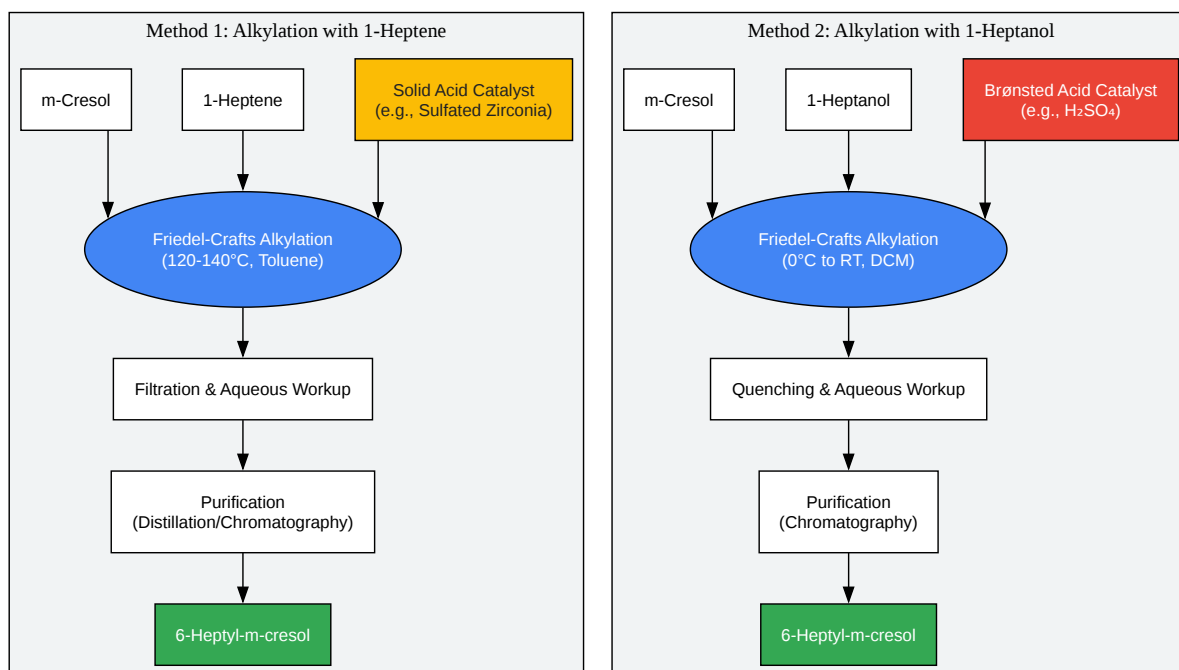 Method 1: Alkylation with 1-Heptene
m-Cresol
1-Heptene
Solid Acid Catalyst
(e.g., Sulfated Zirconia)
Friedel-Crafts Alkylation
(120-140°C, Toluene)
Filtration & Aqueous Workup
Purification
(Distillation/Chromatography)
6-Heptyl-m-cresol
Method 2: Alkylation with 1-Heptanol
m-Cresol
1-Heptanol
Brønsted Acid Catalyst
(e.g., H₂SO₄)
Friedel-Crafts Alkylation
(0°C to RT, DCM)
Quenching & Aqueous Workup
Purification
(Chromatography)
6-Heptyl-m-cresol